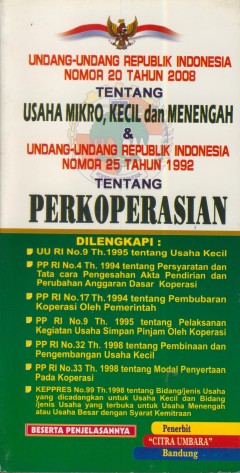 UNDANG-UNDANG REPUBLIK INDONESIA
NOMOR 20 TAHUN 2008
TENTANG
USAHA MIKRO, KECIL dan MENENGAH
&
UNDANG-UNDANG REPUBLIK INDONESIA
NOMOR 25 TAHUN 1992
TENTANG
PERKOPERASIAN
DILENGKAPI :
UU RI No.9 Th.1995 tentang Usaha Kecil
PP RI No.4 Th. 1994 tentang Persyaratan dan
Tata cara Pengesahan Akta Pendirian dan
Perubahan Anggaran Dasar Koperasi
PP RI No.17 Th.1994 tentang Pembubaran
Koperasi Oleh Pemerintah
PP RI No.9 Th. 1995 tentang Pelaksanan
Kegiatan Usaha Simpan Pinjam Oleh Koperasi
PP RI No.32 Th. 1998 tentang Pembinaan dan
Pengembangan Usaha Kecil
PP RI No.33 Th. 1998 tentang Modal Penyertaan
Pada Koperasi
KEPPRES No.99 Th.1998 tentang Bidang/jenis Usaha
yang dicadangkan untuk Usaha Kecil dan Bidang
jenis Usaha yang terbuka untuk Usaha Menengah
atau Usaha Besar dengan Syarat Kemitraan
BESERTA PENJELASANNYA
Penerbit
"CITRA UMBARA"
Bandung